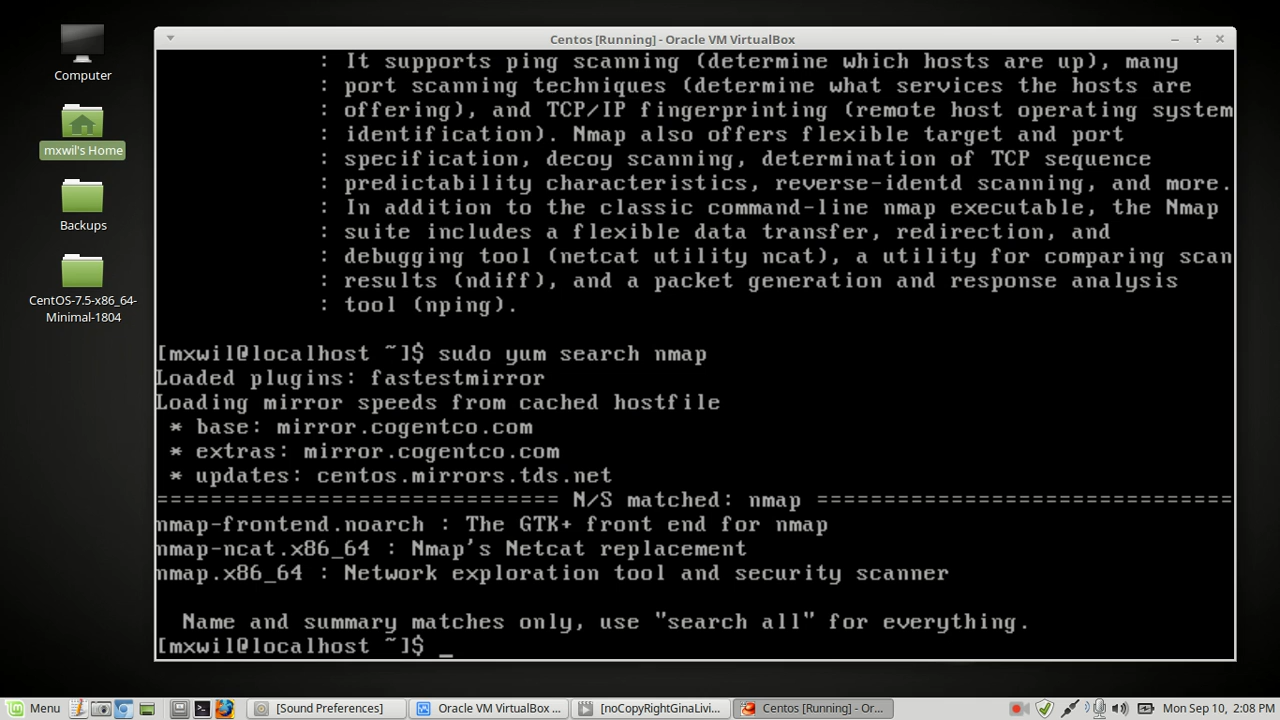 Computer
mxwil's Home
Backups
CentOS-7.5-x86_64-
Minimal-1804
Centos [Running] - Oracle VM VirtualBox
: It supports ping scanning (determine which hosts are up), many
: port scanning techniques (determine what services the hosts are
: offering), and TCP/IP fingerprinting (remote host operating system
: identification). Nmap also offers flexible target and port
: specification, decoy scanning, determination of TCP sequence
: predictability characteristics, reverse-identd scanning, and more.
: In addition to the classic command-line nmap executable, the Nmap
: suite includes a flexible data transfer, redirection, and
: debugging tool (netcat utility ncat), a utility for comparing scan
: results (ndiff), and a packet generation and response analysis
: tool (nping).
[mxwil@localhost ~]$ sudo yum search nmap
Loaded plugins: fastestmirror
Loading mirror speeds from cached hostfile
* base: mirror.cogentco.com
* extras: mirror.cogentco.com
* updates: centos.mirrors.tds.net
============================== N/S matched: nmap ===============================
nmap-frontend.noarch : The GTK+ front end for nmap
nmap-ncat.x86_64 : Nmap's Netcat replacement
nmap.x86_64 : Network exploration tool and security scanner
Name and summary matches only, use "search all" for everything.
[mxwil@localhost ~]$ _
Menu [Sound Preferences] Oracle VM VirtualBox ... [noCopyRightGinaLivi... Centos [Running] - Or... Mon Sep 10, 2:08 PM